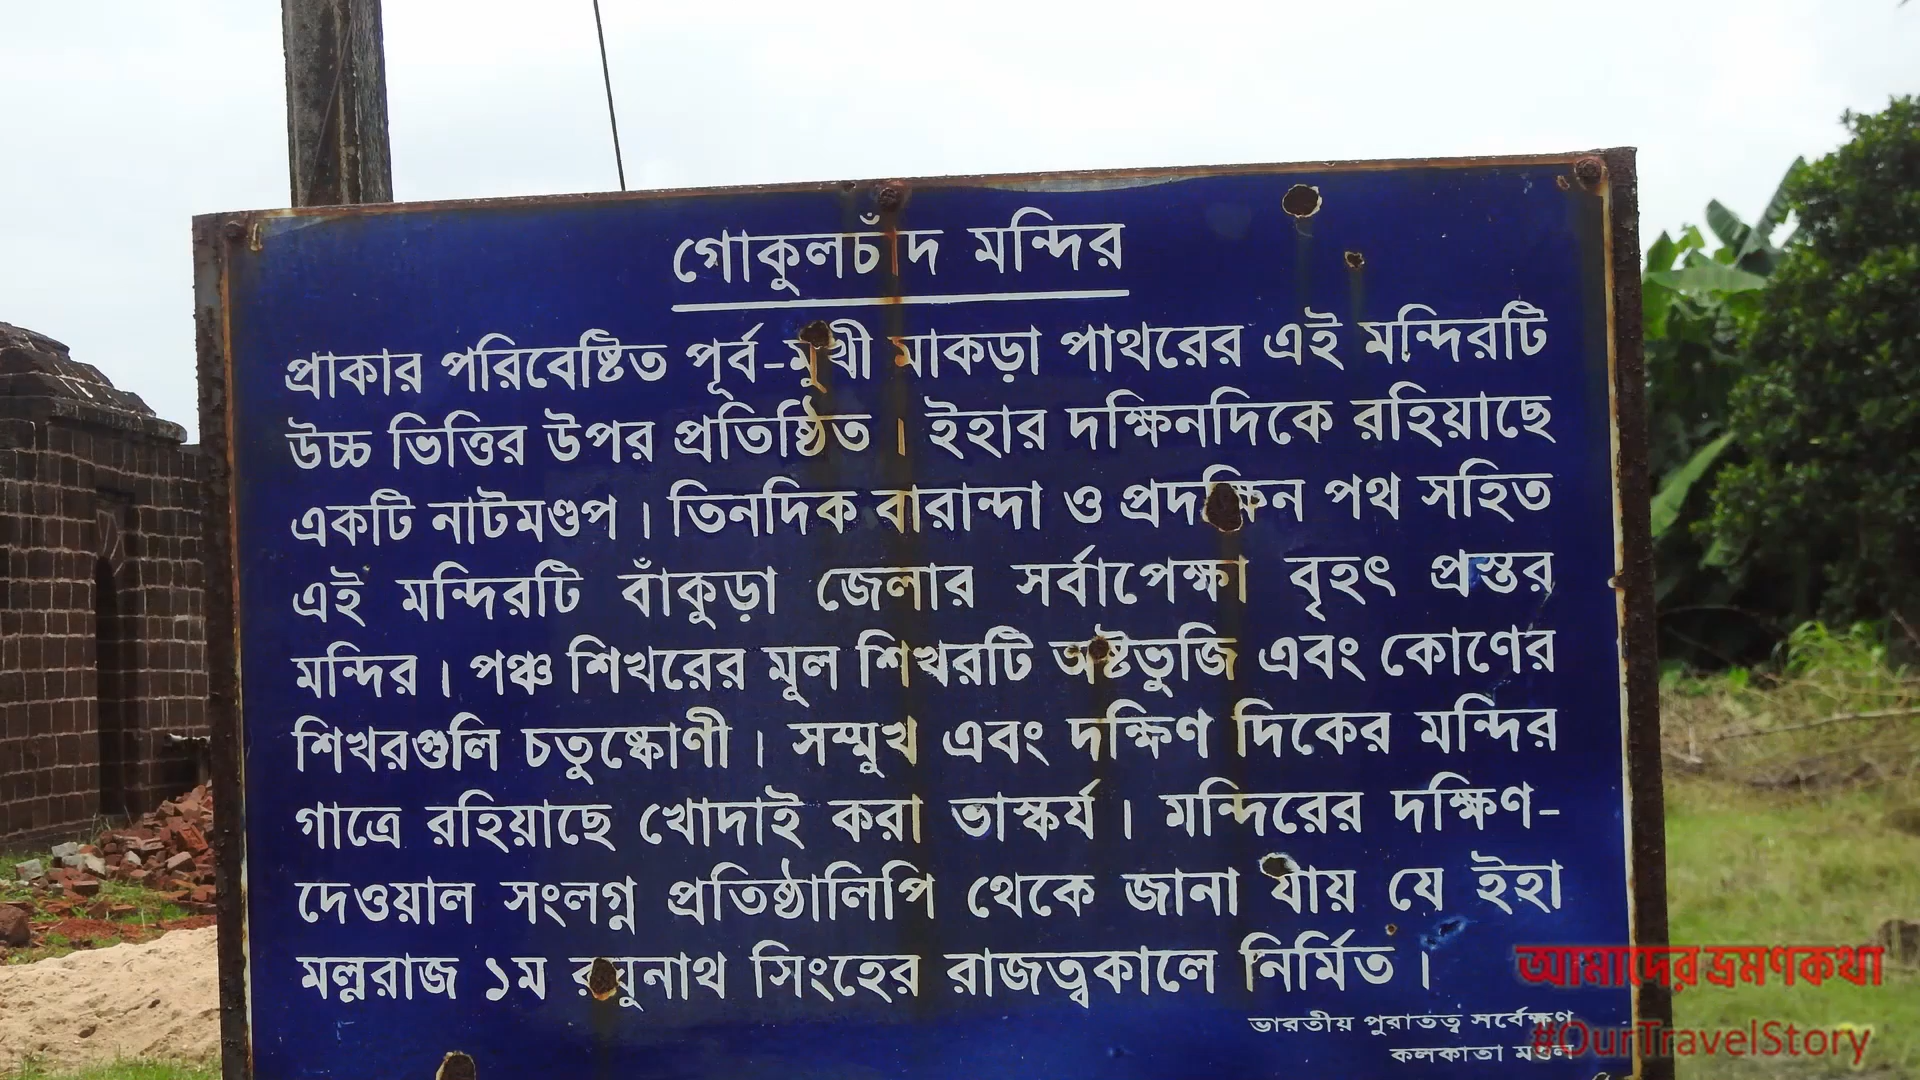 গোকুলচাঁদ মন্দির
প্রাকার পরিবেষ্টিত পূর্ব-মুখী মাকড়া পাথরের এই মন্দিরটি
উচ্চ ভিত্তির উপর প্রতিষ্ঠিত । ইহার দক্ষিনদিকে রহিয়াছে
একটি নাটমণ্ডপ । তিনদিক বারান্দা ও প্রদক্ষিন পথ সহিত
এই মন্দিরটি বাঁকুড়া জেলার সর্বাপেক্ষা বৃহৎ প্রস্তর
মন্দির । পঞ্চ শিখরের মূল শিখরটি অষ্টভুজি এবং কোণের
শিখরগুলি চতুষ্কোণী । সম্মুখ এবং দক্ষিণ দিকের মন্দির
গাত্রে রহিয়াছে খোদাই করা ভাস্কর্য । মন্দিরের দক্ষিণ-
দেওয়াল সংলগ্ন প্রতিষ্ঠালিপি থেকে জানা যায় যে ইহা
মল্লরাজ ১ম রঘুনাথ সিংহের রাজত্বকালে নির্মিত ।
ভারতীয় পুরাতত্ব সর্বেক্ষণ
কলকাতা মণ্ডল
আমাদের ভ্রমণকথা
#OurTravelStory